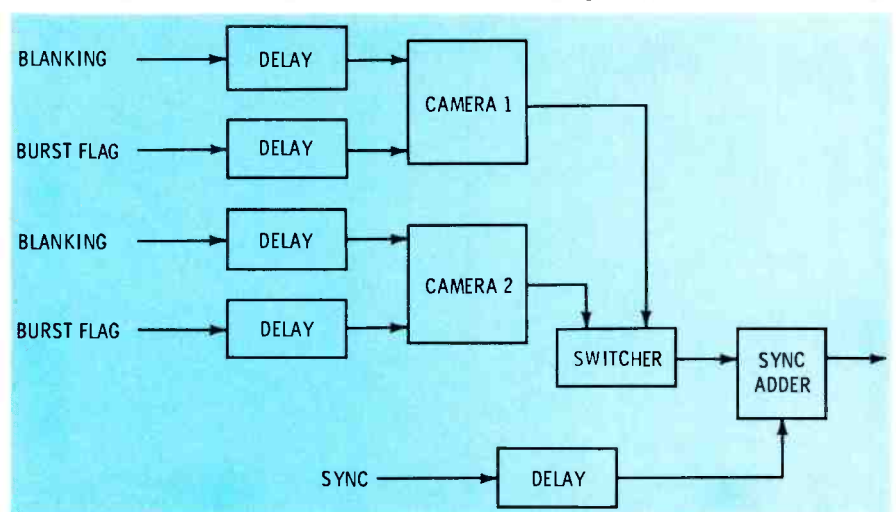 BLANKING
DELAY
CAMERA 1
BURST FLAG
DELAY
BLANKING
DELAY
CAMERA 2
BURST FLAG
DELAY
SWITCHER
SYNC
ADDER
SYNC
DELAY